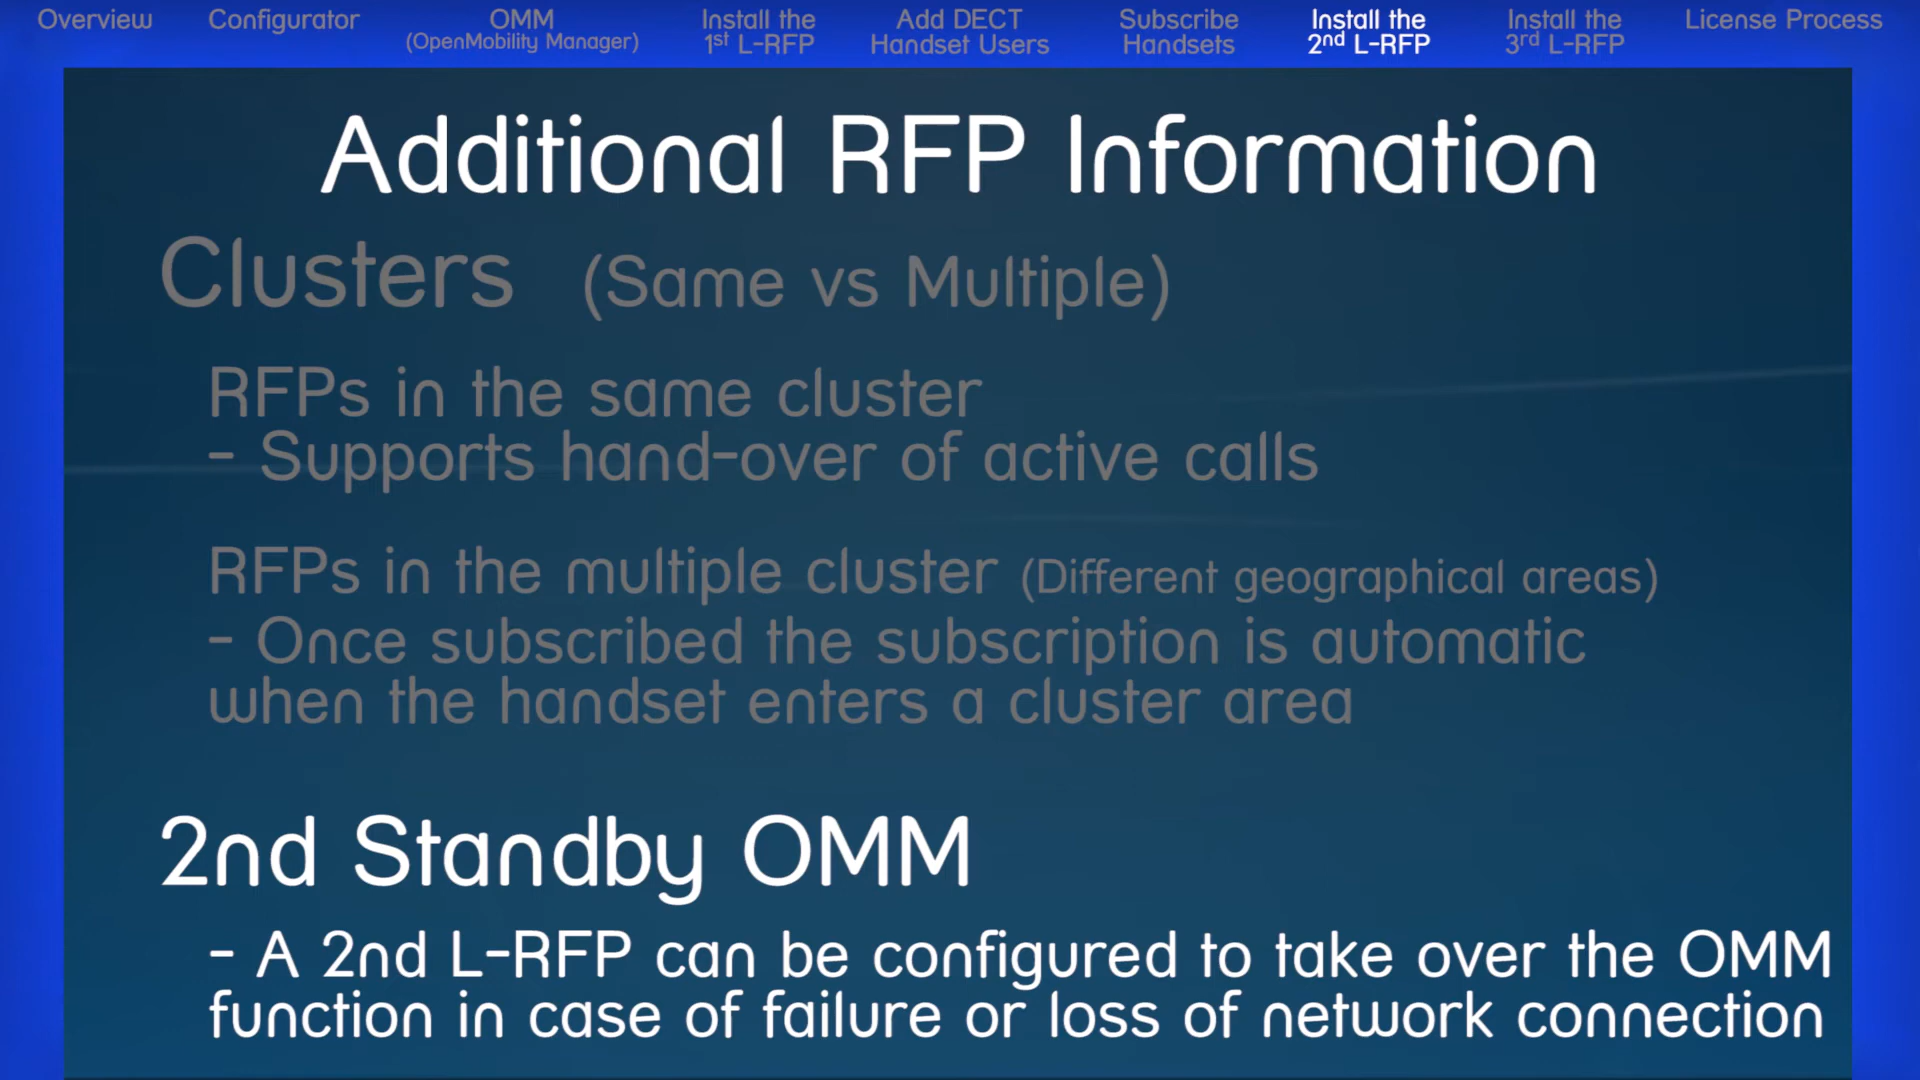 Overview
Configurator
OMM
(OpenMobility Manager)
Install the
1st L-RFP
Add DECT
Handset Users
Subscribe
Handsets
Install the
2nd L-RFP
Install the
3rd L-RFP
License Process
Additional RFP Information
Clusters (Same vs Multiple)
RFPs in the same cluster
- Supports hand-over of active calls
RFPs in the multiple cluster (Different geographical areas)
- Once subscribed the subscription is automatic
when the handset enters a cluster area
2nd Standby OMM
- A 2nd L-RFP can be configured to take over the OMM
function in case of failure or loss of network connection